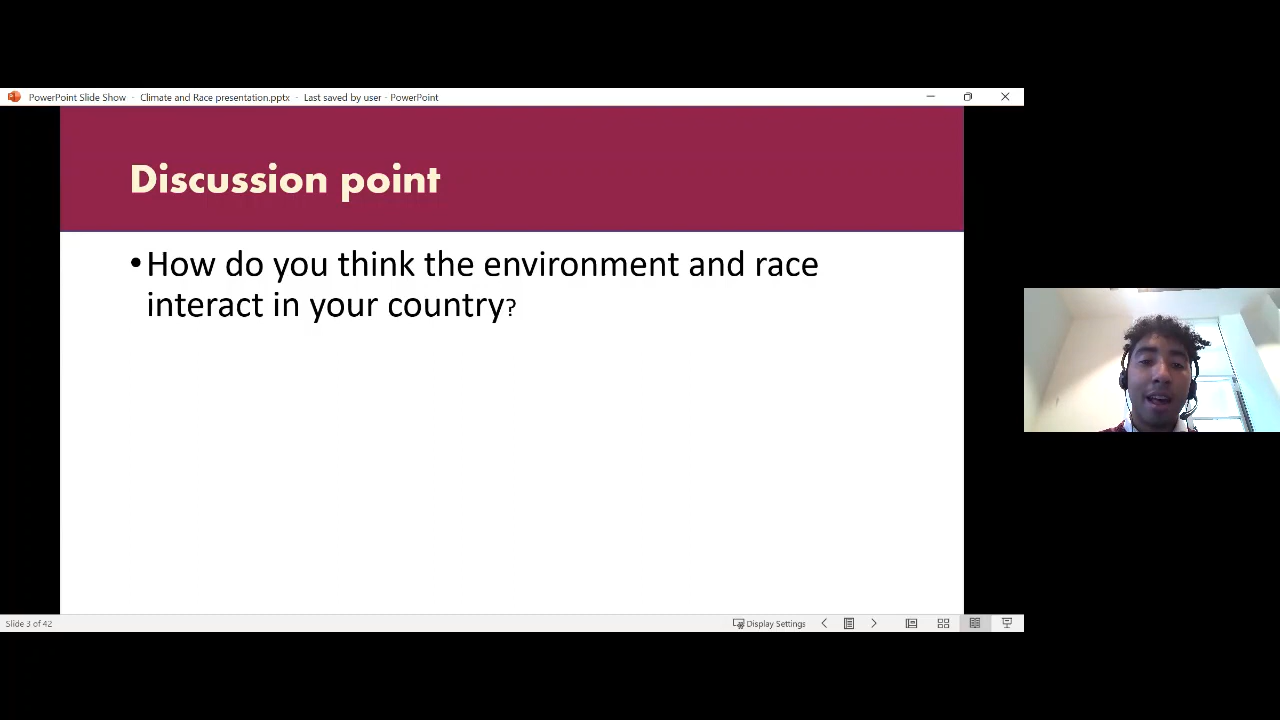 PowerPoint Slide Show - Climate and Race presentation.pptx - Last saved by user - PowerPoint
Discussion point
•How do you think the environment and race
interact in your country?
Slide 3 of 42
Display Settings